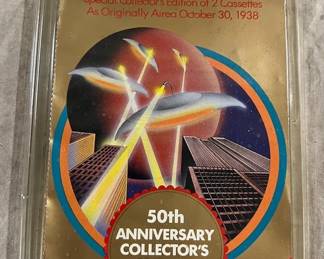 Special Collector's Edition of 2 Cassettes
As Originally Aired October 30, 1938
50th
ANNIVERSARY
COLLECTOR'S